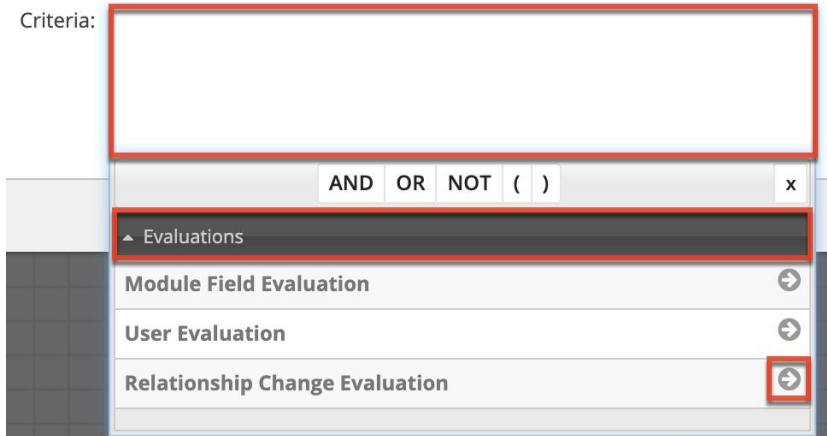 Criteria:
AND OR NOT ( ) x
Evaluations
Module Field Evaluation
User Evaluation
Relationship Change Evaluation